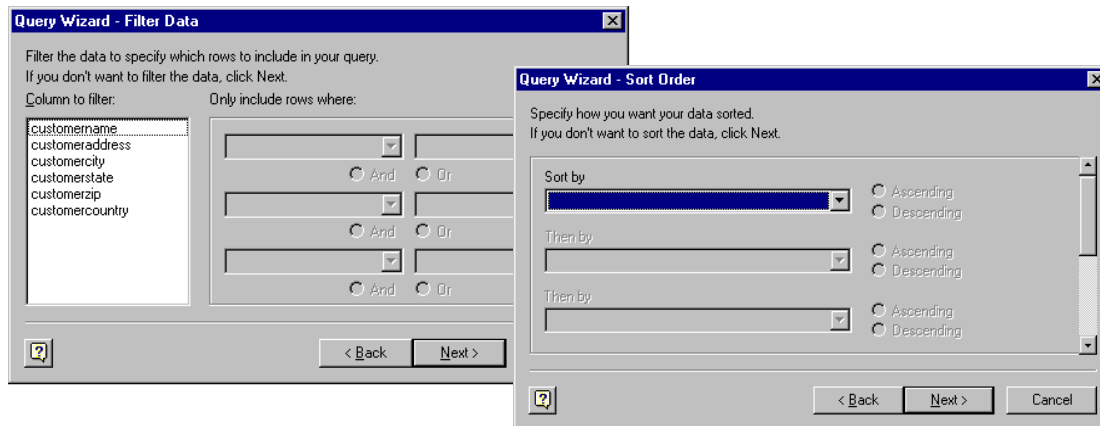 Query Wizard - Filter Data
Filter the data to specify which rows to include in your query.
If you don't want to filter the data, click Next.
Column to filter: Only include rows where:
customername
customeraddress
customercity
customerstate
customerzip
customercountry
And Or
And Or
And Or
< Back Next >
Query Wizard - Sort Order
Specify how you want your data sorted.
If you don't want to sort the data, click Next.
Sort by
Ascending
Descending
Then by
Ascending
Descending
Then by
Ascending
Descending
< Back Next > Cancel